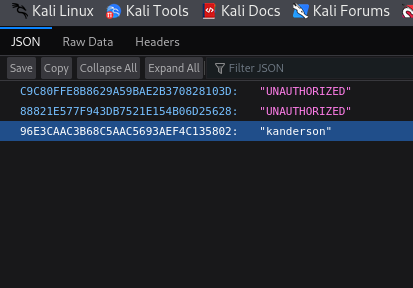 Kali Linux Kali Tools Kali Docs Kali Forums
JSON Raw Data Headers
Save Copy Collapse All Expand All Filter JSON
C9C80FFE8B8629A59BAE2B370828103D: "UNAUTHORIZED"
88821E577F943DB7521E154B06D25628: "UNAUTHORIZED"
96E3CAAC3B68C5AAC5693AEF4C135802: "kanderson"